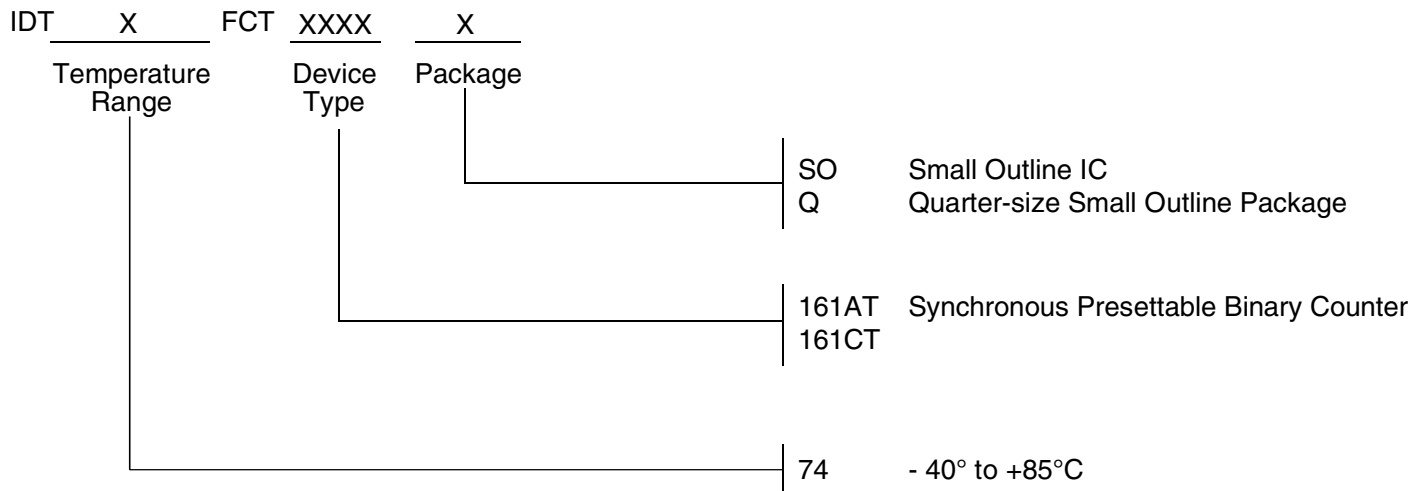 IDT X FCT XXXX X
Temperature Range
Device Type
Package
SO Small Outline IC
Q Quarter-size Small Outline Package
161AT Synchronous Presettable Binary Counter
161CT
74 - 40° to +85°C